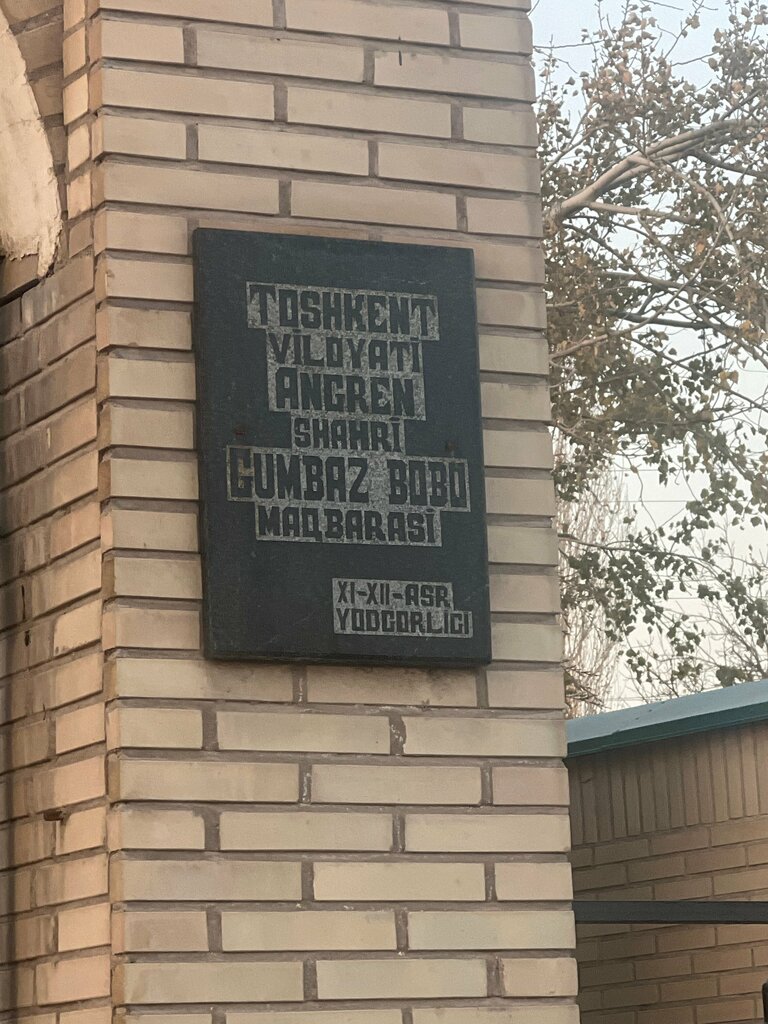 TOSHKENT
VILOYATI
ANGREN
SHAHRI
GUMBAZ BOBO
MAQBARASI
XI-XII-ASR
YODGORLIGI